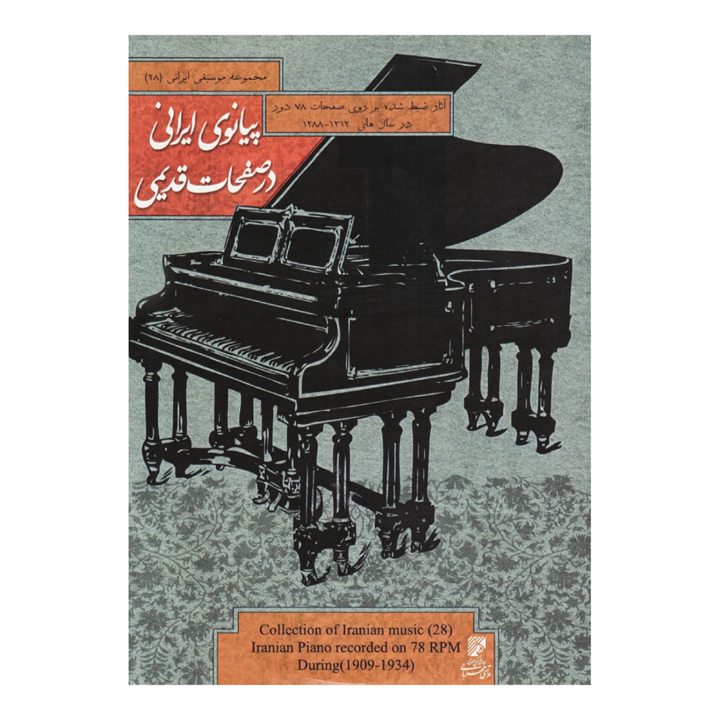 مجموعه موسیقی ایرانی (۲۸)
آثار ضبط شده بر روی صفحات ۷۸ دور
در سال های ۱۳۱۲-۱۲۸۸
پیانوی ایرانی
در صفحات قدیمی
Collection of Iranian music (28)
Iranian Piano recorded on 78 RPM
During(1909-1934)